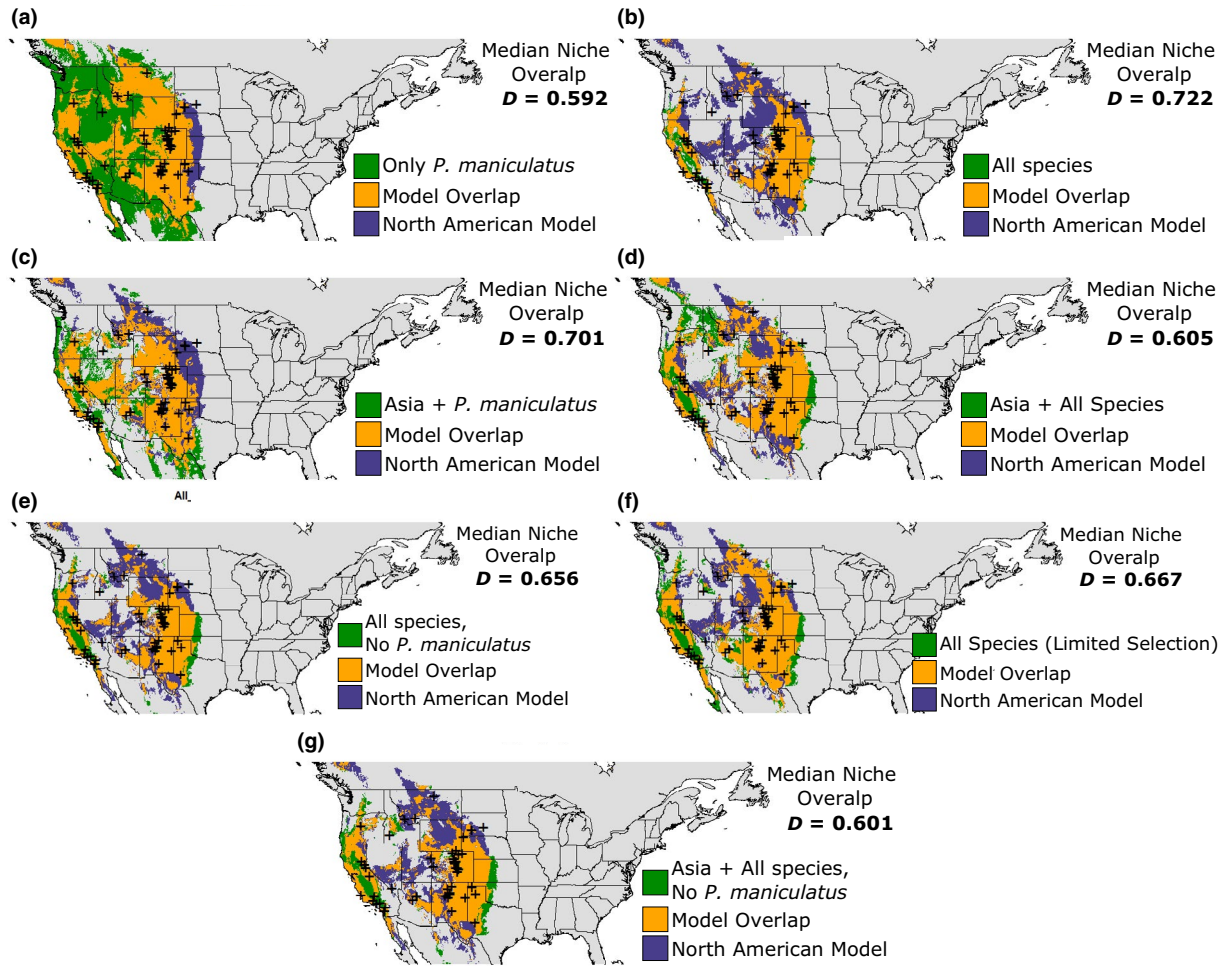 (a)
Median Niche
Overalp
D = 0.592
Only P. maniculatus
Model Overlap
North American Model
(b)
Median Niche
Overalp
D = 0.722
All species
Model Overlap
North American Model
(c)
Median Niche
Overalp
D = 0.701
Asia + P. maniculatus
Model Overlap
North American Model
(d)
Median Niche
Overalp
D = 0.605
Asia + All Species
Model Overlap
North American Model
All_
(e)
Median Niche
Overalp
D = 0.656
All species,
No P. maniculatus
Model Overlap
North American Model
(f)
Median Niche
Overalp
D = 0.667
All Species (Limited Selection)
Model Overlap
North American Model
(g)
Median Niche
Overalp
D = 0.601
Asia + All species,
No P. maniculatus
Model Overlap
North American Model